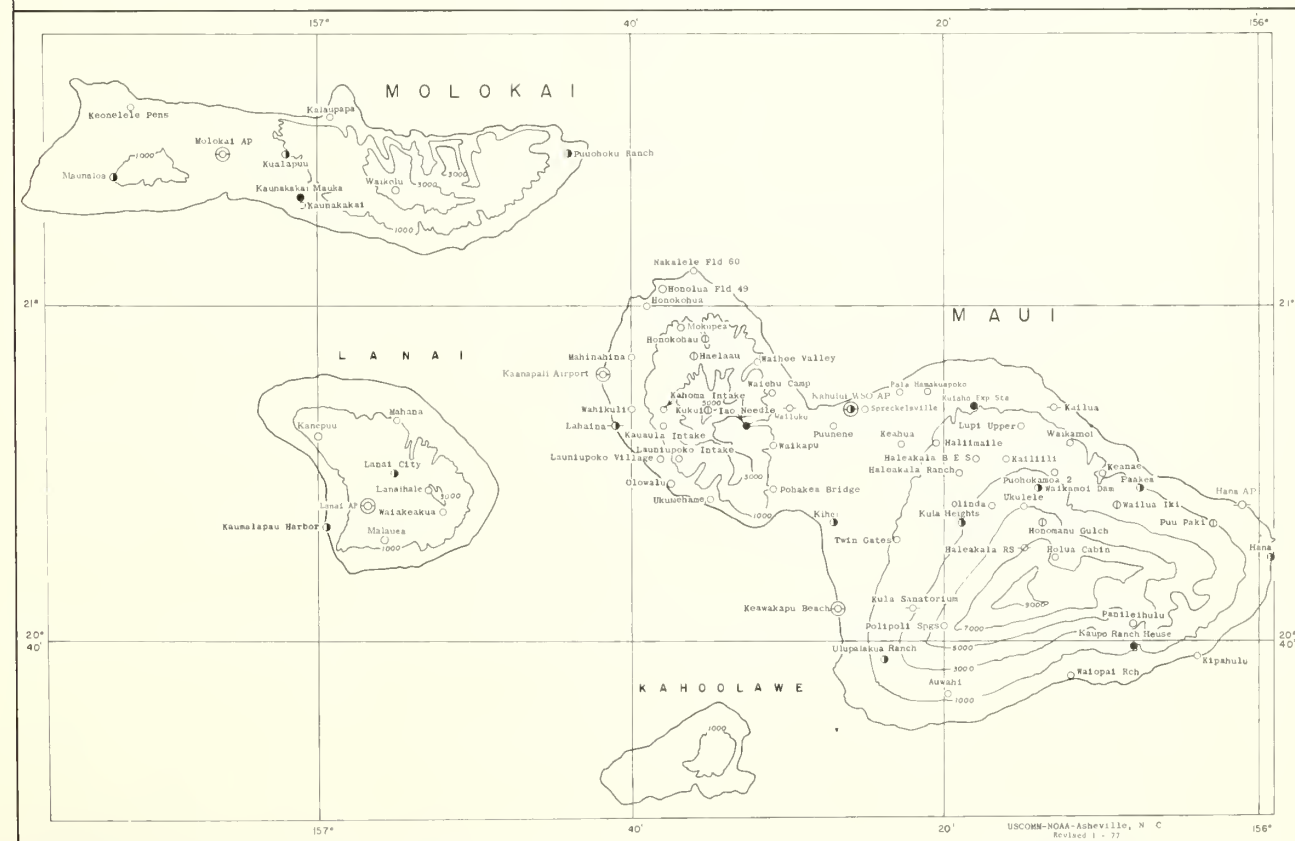 157°
40'
20'
156°
MOLOKAI
Keonelele Pens
Kalaupapa
Molokai AP
1000
Kualapuu
Puuohoku Ranch
Maunaloa
3000
3000
Waikolu
Kaunakakai Mauka
Kaunakakai
1000
Nakalele Fld 60
Honolua Fld 49
21°
Honokohua
21°
MAUI
Mokopea
Honokohau
LANAI
Mahinahina
Haelaau
Waihee Valley
Kaanapali Airport
Waiehu Camp
Kahoma Intake
5000
Kahului WSO AP
Paia
Hamakuapoko
Kuiaha Exp Sta
Wahikuli
Kukui
Iao Needle
Wailuku
Spreckelsville
Kailua
Mahana
Kanepuu
Lahaina
Kauaula Intake
Puunene
Lupi Upper
Waikamoi
Launiupoko Intake
Waikapu
Keahua
Haliimaile
Launiupoko Village
Haleakala B E S
Kailiili
Lanai City
3000
Haleakala Ranch
Puohokamoa 2
Keanae
Olowalu
Pohakea Bridge
Waikamoi Dam
Paakea
Lanaihale
3000
Ukumehame
Ukulele
Hana AP
Lanai AP
Waiakeakua
1000
Olinda
Wailua Iki
Kaumalapau Harbor
Kihei
Kula Heights
Honomanu Gulch
Puu Paki
Malauea
1000
Twin Gates
Haleakala RS
Holua Cabin
Hana
Kula Sanatorium
9000
Keawakapu Beach
Panileihulu
Polipoli Spgs
7000
Kaupo Ranch House
20°
40'
5000
20°
40'
Ulupalakua Ranch
3000
Kipahulu
Auwahi
1000
Waiopai Rch
KAHOOLAWE
1000
157°
40'
20'
156°
USCOMM-NOAA-Asheville, N C
Revised 1 - 77